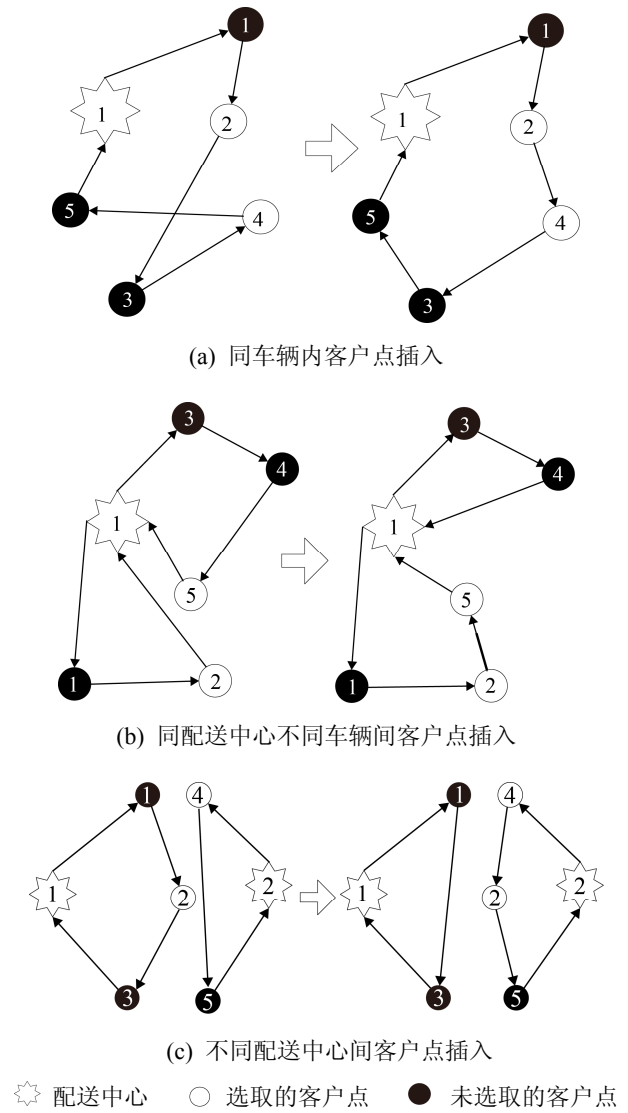 1 1
1 2 1 2
5 4 5 4
3 3
(a) 同车辆内客户点插入
3 3
4 4
1 1
5 5
1 2 1 2
(b) 同配送中心不同车辆间客户点插入
1 4 1 4
1 2 2 1 2 2
3 5 3 5
(c) 不同配送中心间客户点插入
配送中心 选取的客户点 未选取的客户点